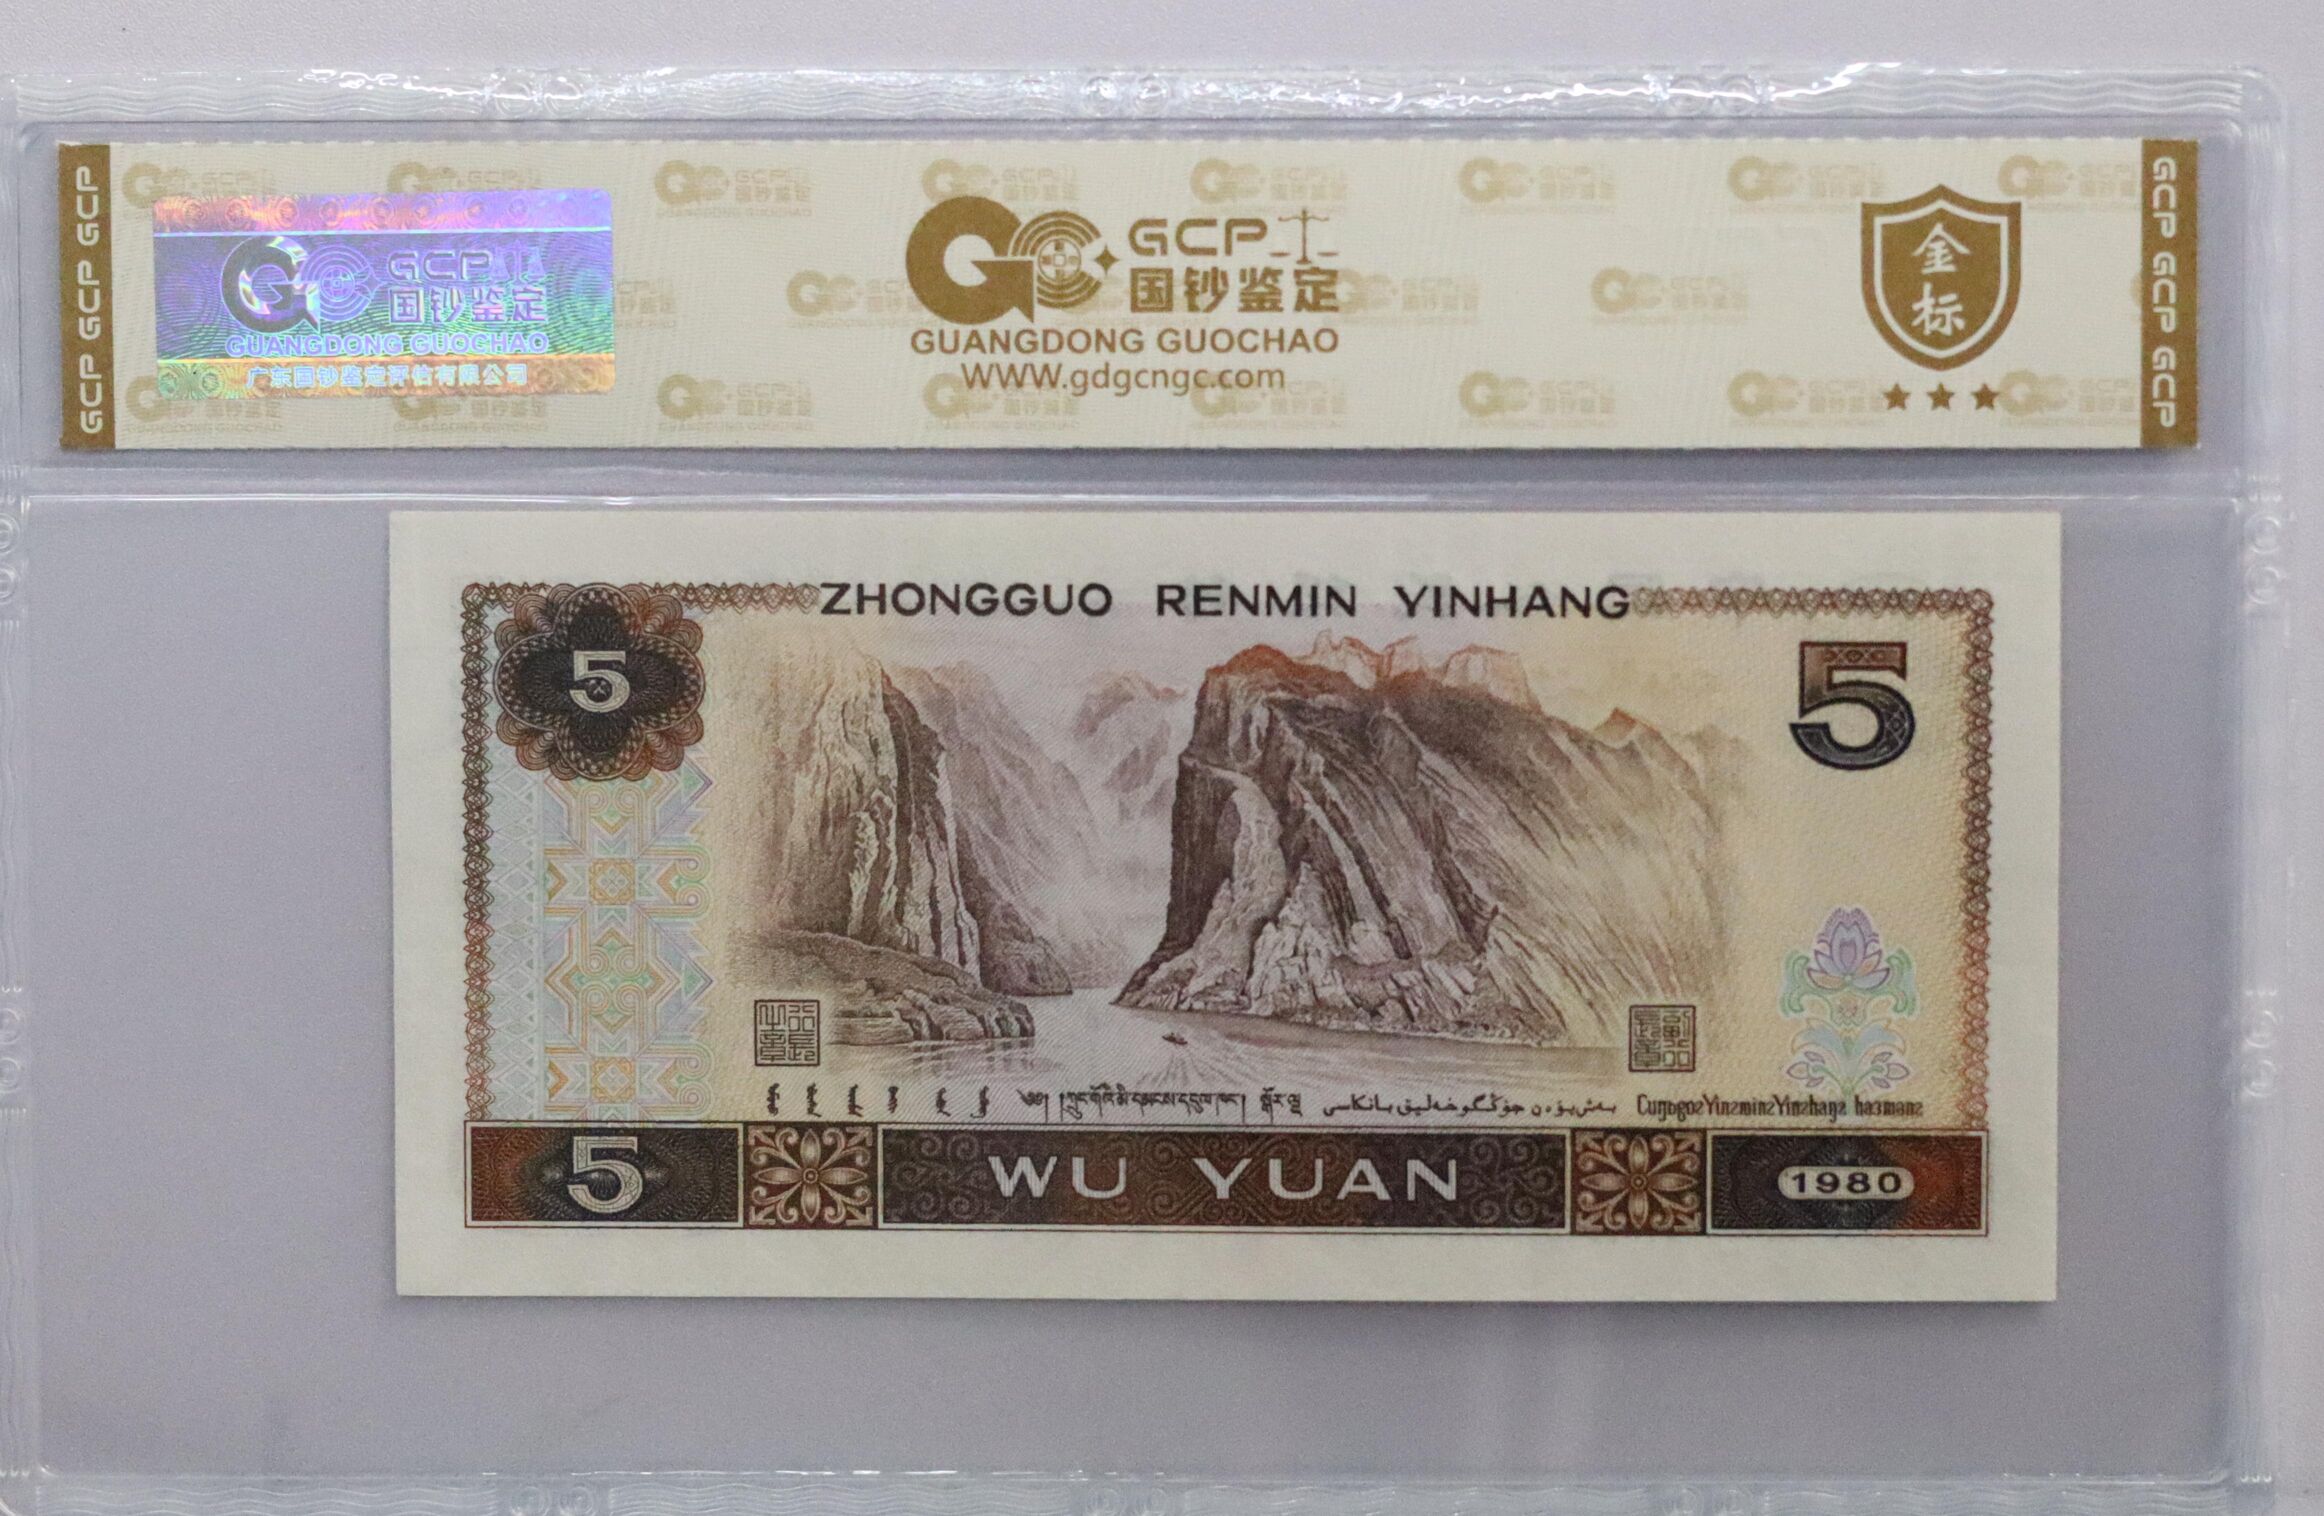 GCP GCP GCP
GCP
国钞鉴定
GUANGDONG GUOCHAO
广东国钞鉴定评估有限公司
GCP
国钞鉴定
GUANGDONG GUOCHAO
WWW.gdgcngc.com
金
标
GCP GCP GCP
ZHONGGUO RENMIN YINHANG
5
5
5
WU YUAN
1980